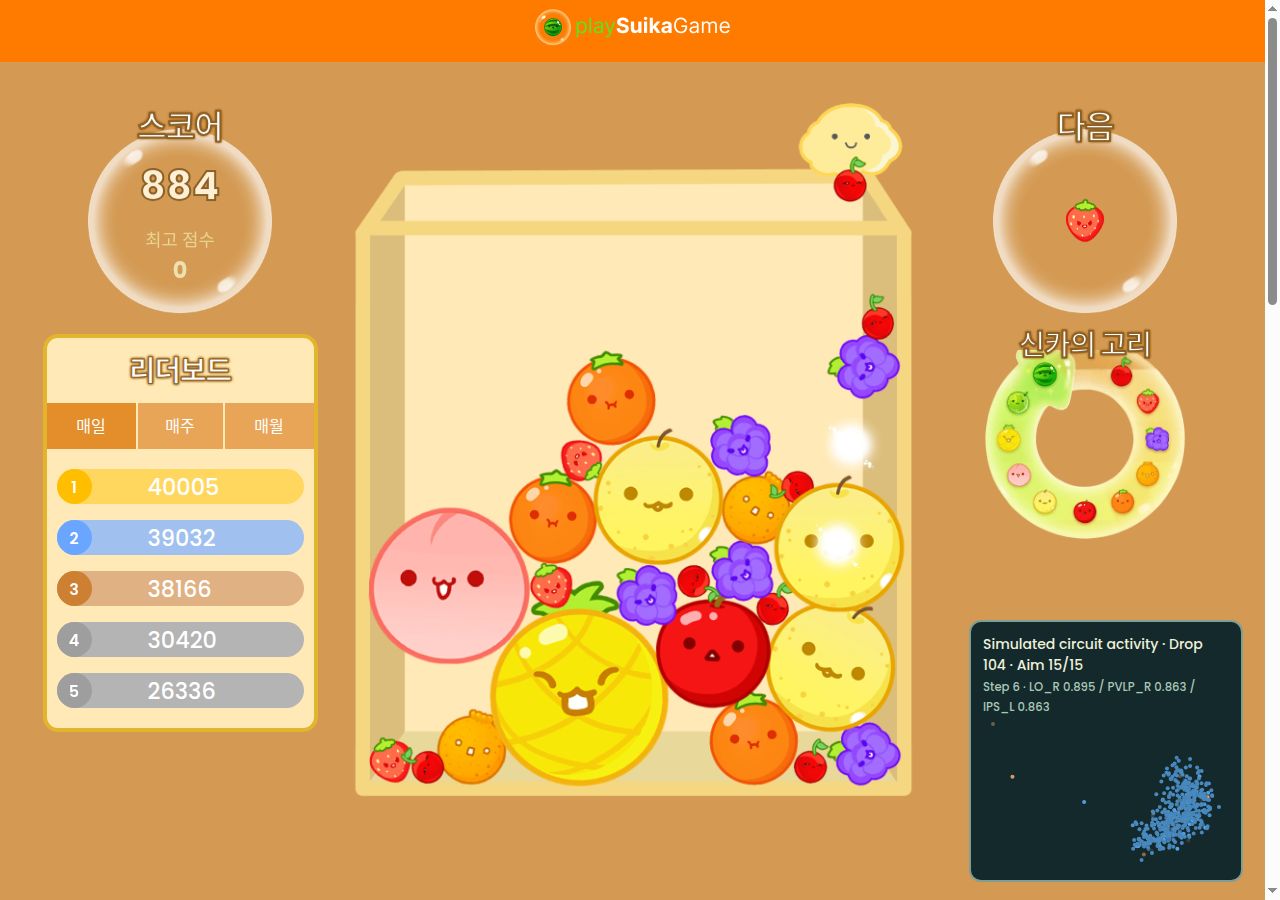 playSuikaGame
스코어
884
최고 점수
0
리더보드
매일 매주 매월
1 40005
2 39032
3 38166
4 30420
5 26336
다음
신카의 고리
Simulated circuit activity · Drop
104 · Aim 15/15
Step 6 · LO_R 0.895 / PVLP_R 0.863 /
IPS_L 0.863